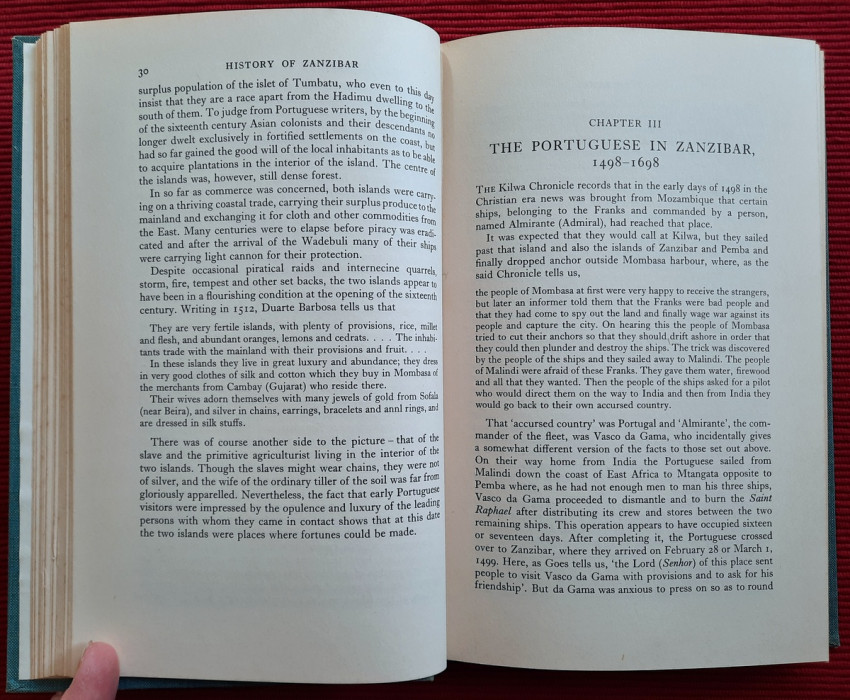 30
HISTORY OF ZANZIBAR
surplus population of the islet of Tumbatu, who even to this day
insist that they are a race apart from the Hadimu dwelling to the
south of them. To judge from Portuguese writers, by the beginning
of the sixteenth century Asian colonists and their descendants no
longer dwelt exclusively in fortified settlements on the coast, but
had so far gained the good will of the local inhabitants as to be able
to acquire plantations in the interior of the island. The centre of
the islands was, however, still dense forest.
In so far as commerce was concerned, both islands were carry-
ing on a thriving coastal trade, carrying their surplus produce to the
mainland and exchanging it for cloth and other commodities from
the East. Many centuries were to elapse before piracy was eradi-
cated and after the arrival of the Wadebuli many of their ships
were carrying light cannon for their protection.
Despite occasional piratical raids and internecine quarrels,
storm, fire, tempest and other set backs, the two islands appear to
have been in a flourishing condition at the opening of the sixteenth
century. Writing in 1512, Duarte Barbosa tells us that
They are very fertile islands, with plenty of provisions, rice, millet
and flesh, and abundant oranges, lemons and cedrats. . . . The inhabi-
tants trade with the mainland with their provisions and fruit. . . .
In these islands they live in great luxury and abundance; they dress
in very good clothes of silk and cotton which they buy in Mombasa of
the merchants from Cambay (Gujarat) who reside there.
Their wives adorn themselves with many jewels of gold from Sofala
(near Beira), and silver in chains, earrings, bracelets and annl rings, and
are dressed in silk stuffs.
There was of course another side to the picture – that of the
slave and the primitive agriculturist living in the interior of the
two islands. Though the slaves might wear chains, they were not
of silver, and the wife of the ordinary tiller of the soil was far from
gloriously apparelled. Nevertheless, the fact that early Portuguese
visitors were impressed by the opulence and luxury of the leading
persons with whom they came in contact shows that at this date
the two islands were places where fortunes could be made.
CHAPTER III
THE PORTUGUESE IN ZANZIBAR,
1498–1698
THE Kilwa Chronicle records that in the early days of 1498 in the
Christian era news was brought from Mozambique that certain
ships, belonging to the Franks and commanded by a person,
named Almirante (Admiral), had reached that place.
It was expected that they would call at Kilwa, but they sailed
past that island and also the islands of Zanzibar and Pemba and
finally dropped anchor outside Mombasa harbour, where, as the
said Chronicle tells us,
the people of Mombasa at first were very happy to receive the strangers,
but later an informer told them that the Franks were bad people and
that they had come to spy out the land and finally wage war against its
people and capture the city. On hearing this the people of Mombasa
tried to cut their anchors so that they should drift ashore in order that
they could then plunder and destroy the ships. The trick was discovered
by the people of the ships and they sailed away to Malindi. The people
of Malindi were afraid of these Franks. They gave them water, firewood
and all that they wanted. Then the people of the ships asked for a pilot
who would direct them on the way to India and then from India they
would go back to their own accursed country.
That 'accursed country' was Portugal and 'Almirante', the com-
mander of the fleet, was Vasco da Gama, who incidentally gives
a somewhat different version of the facts to those set out above.
On their way home from India the Portuguese sailed from
Malindi down the coast of East Africa to Mtangata opposite to
Pemba where, as he had not enough men to man his three ships,
Vasco da Gama proceeded to dismantle and to burn the Saint
Raphael after distributing its crew and stores between the two
remaining ships. This operation appears to have occupied sixteen
or seventeen days. After completing it, the Portuguese crossed
over to Zanzibar, where they arrived on February 28 or March 1,
1499. Here, as Goes tells us, 'the Lord (Senhor) of this place sent
people to visit Vasco da Gama with provisions and to ask for his
friendship'. But da Gama was anxious to press on so as to round